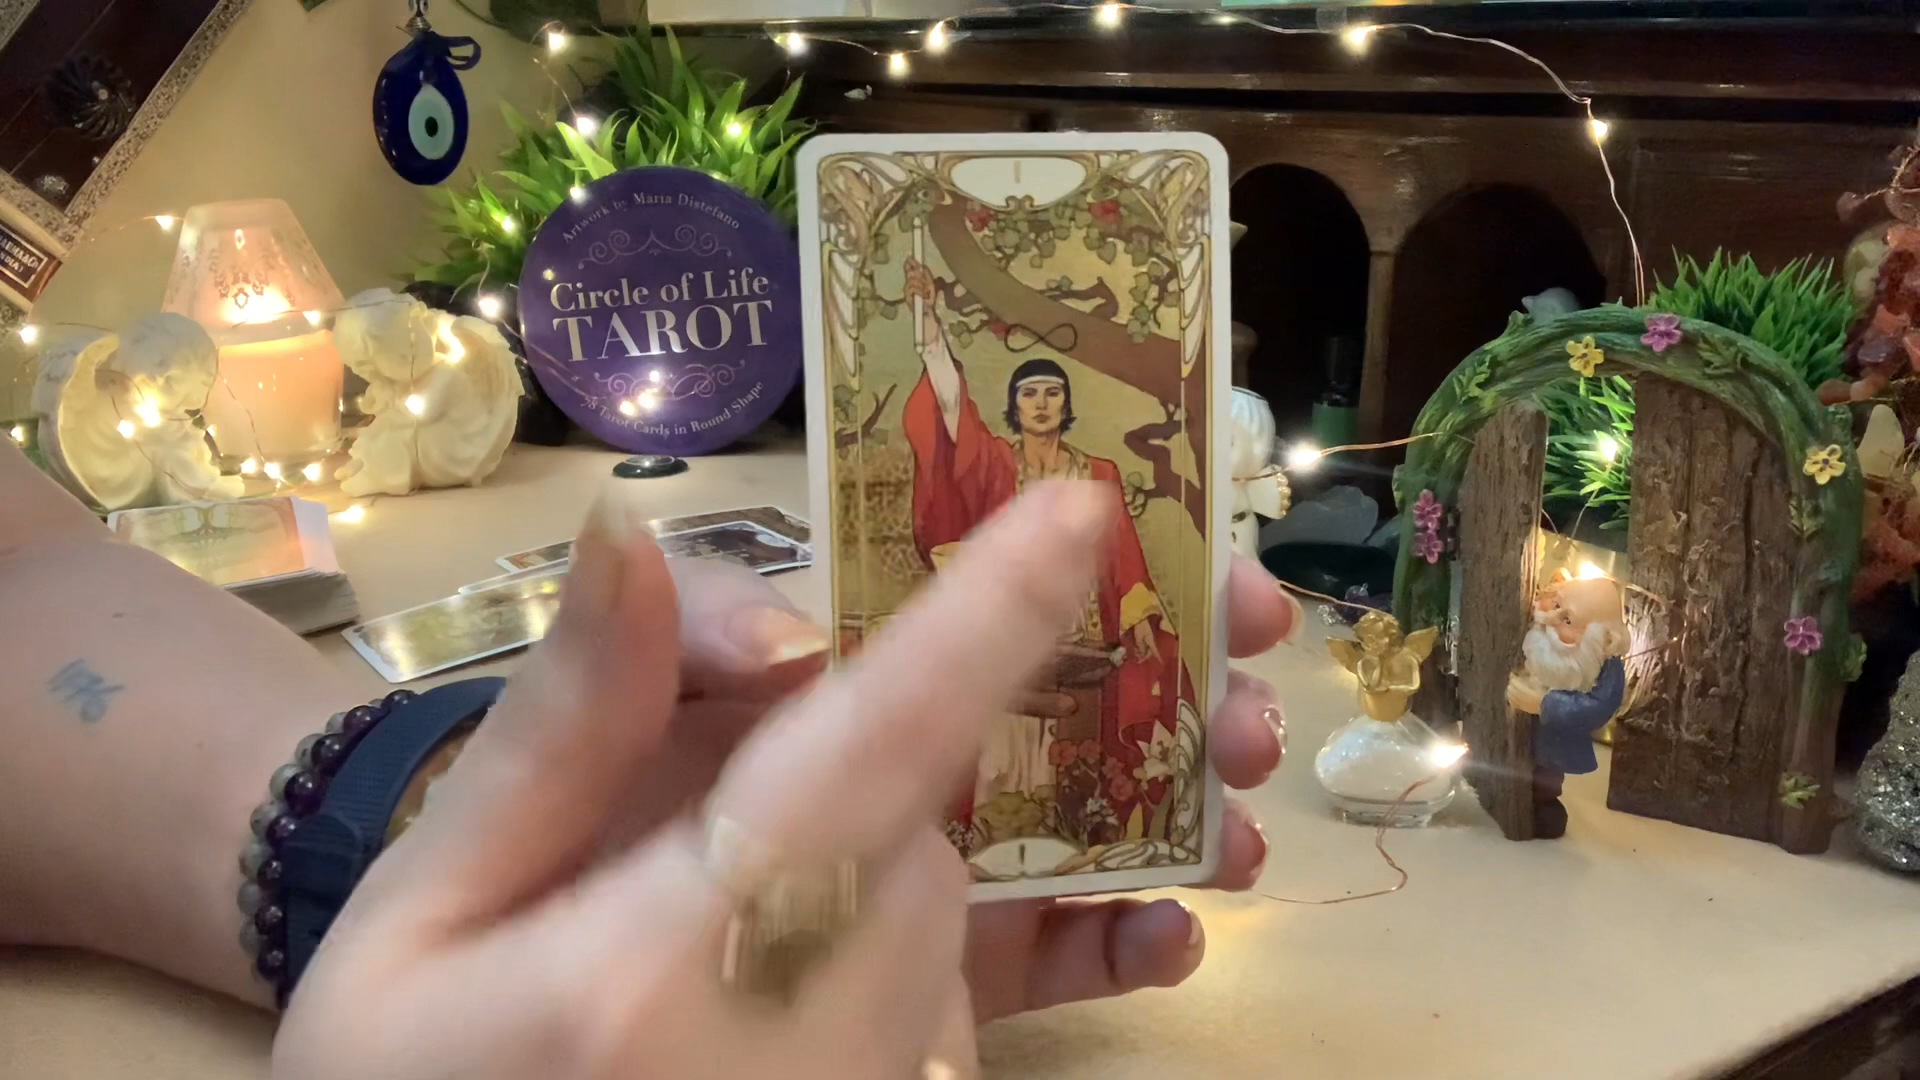 Artwork by Maria Distefano
Circle of Life
TAROT
78 Tarot Cards in Round Shape
I